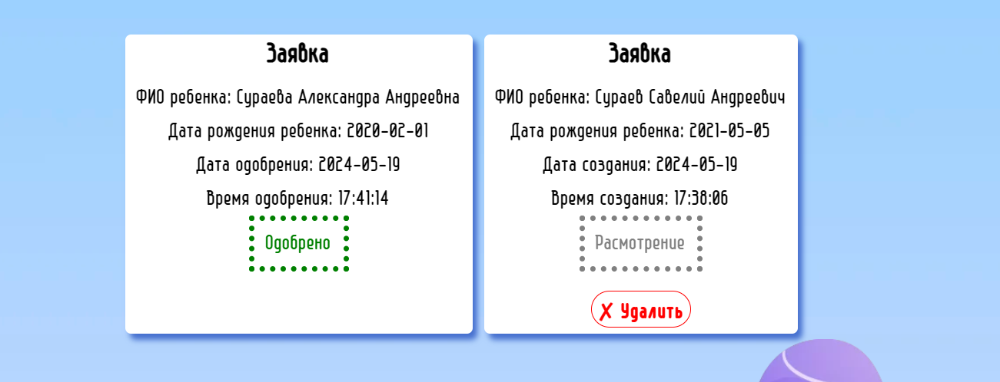 Заявка
ФИО ребенка: Сураева Александра Андреевна
Дата рождения ребенка: 2020-02-01
Дата одобрения: 2024-05-19
Время одобрения: 17:41:14
Одобрено
Заявка
ФИО ребенка: Сураев Савелий Андреевич
Дата рождения ребенка: 2021-05-05
Дата создания: 2024-05-19
Время создания: 17:38:06
Расмотрение
✗ Удалить